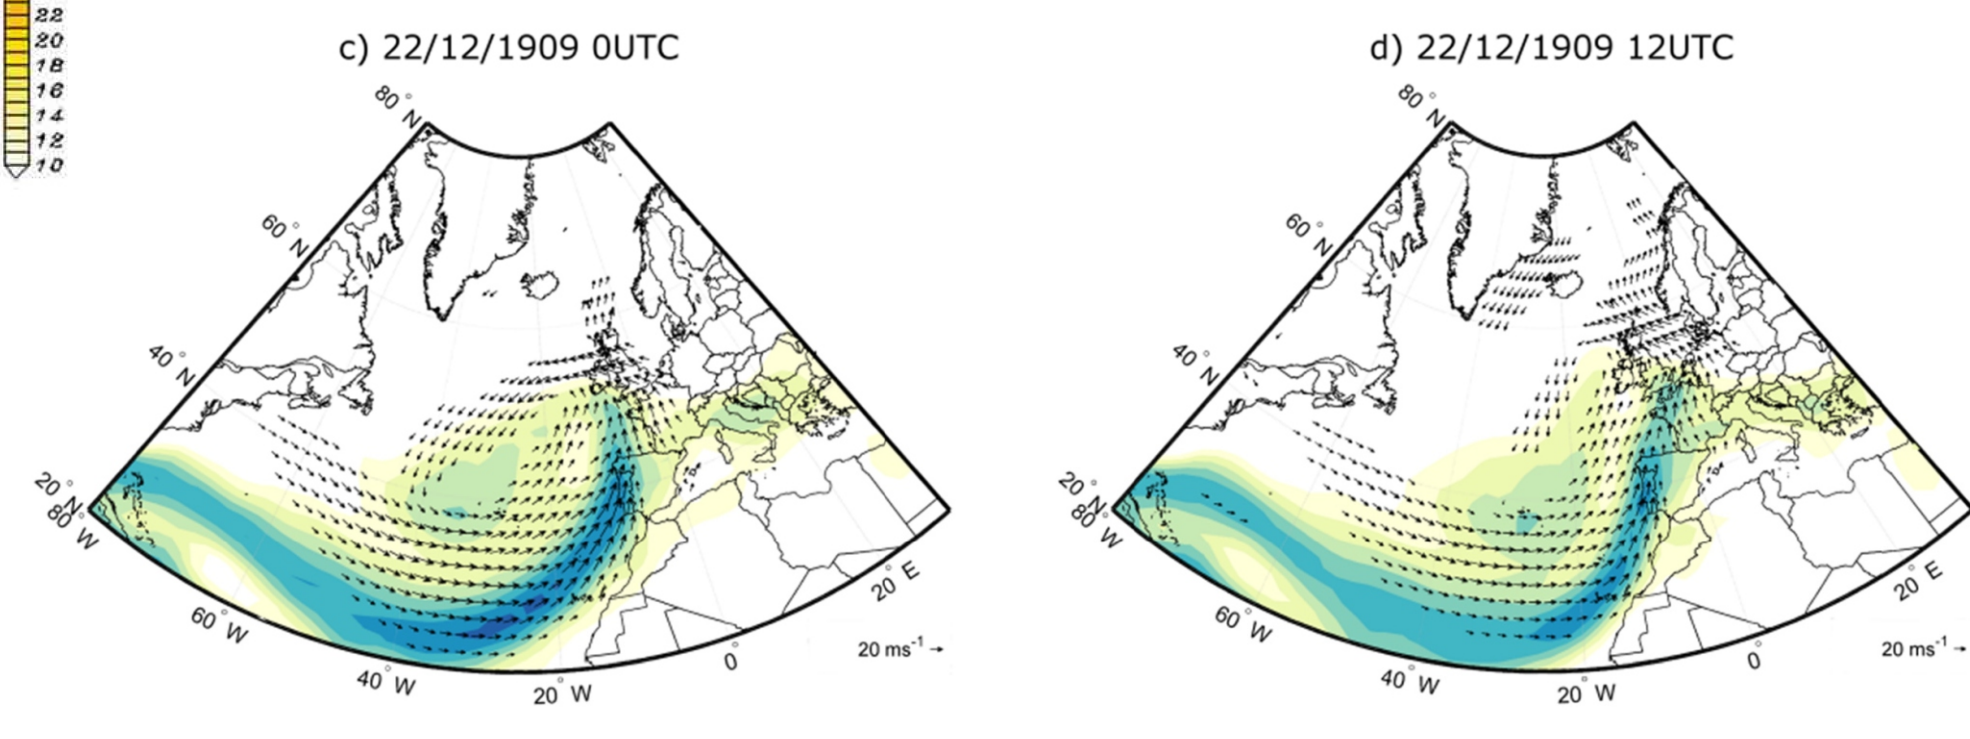 22
20
18
16
14
12
10
c) 22/12/1909 0UTC
80° N
60° N
40° N
20° N
80° W
60° W
40° W
20° W
0°
20° E
20 ms-1
d) 22/12/1909 12UTC
80° N
60° N
40° N
20° N
80° W
60° W
40° W
20° W
0°
20° E
20 ms-1